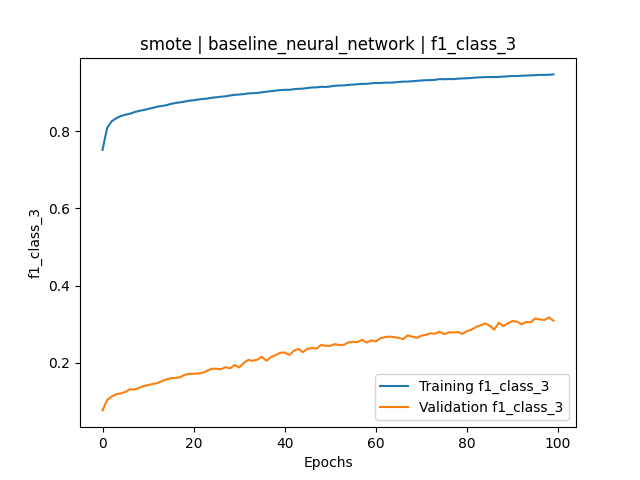 smote | baseline_neural_network | f1_class_3
f1_class_3
0.8
0.6
0.4
0.2
0 20 40 60 80 100
Epochs
Training f1_class_3
Validation f1_class_3